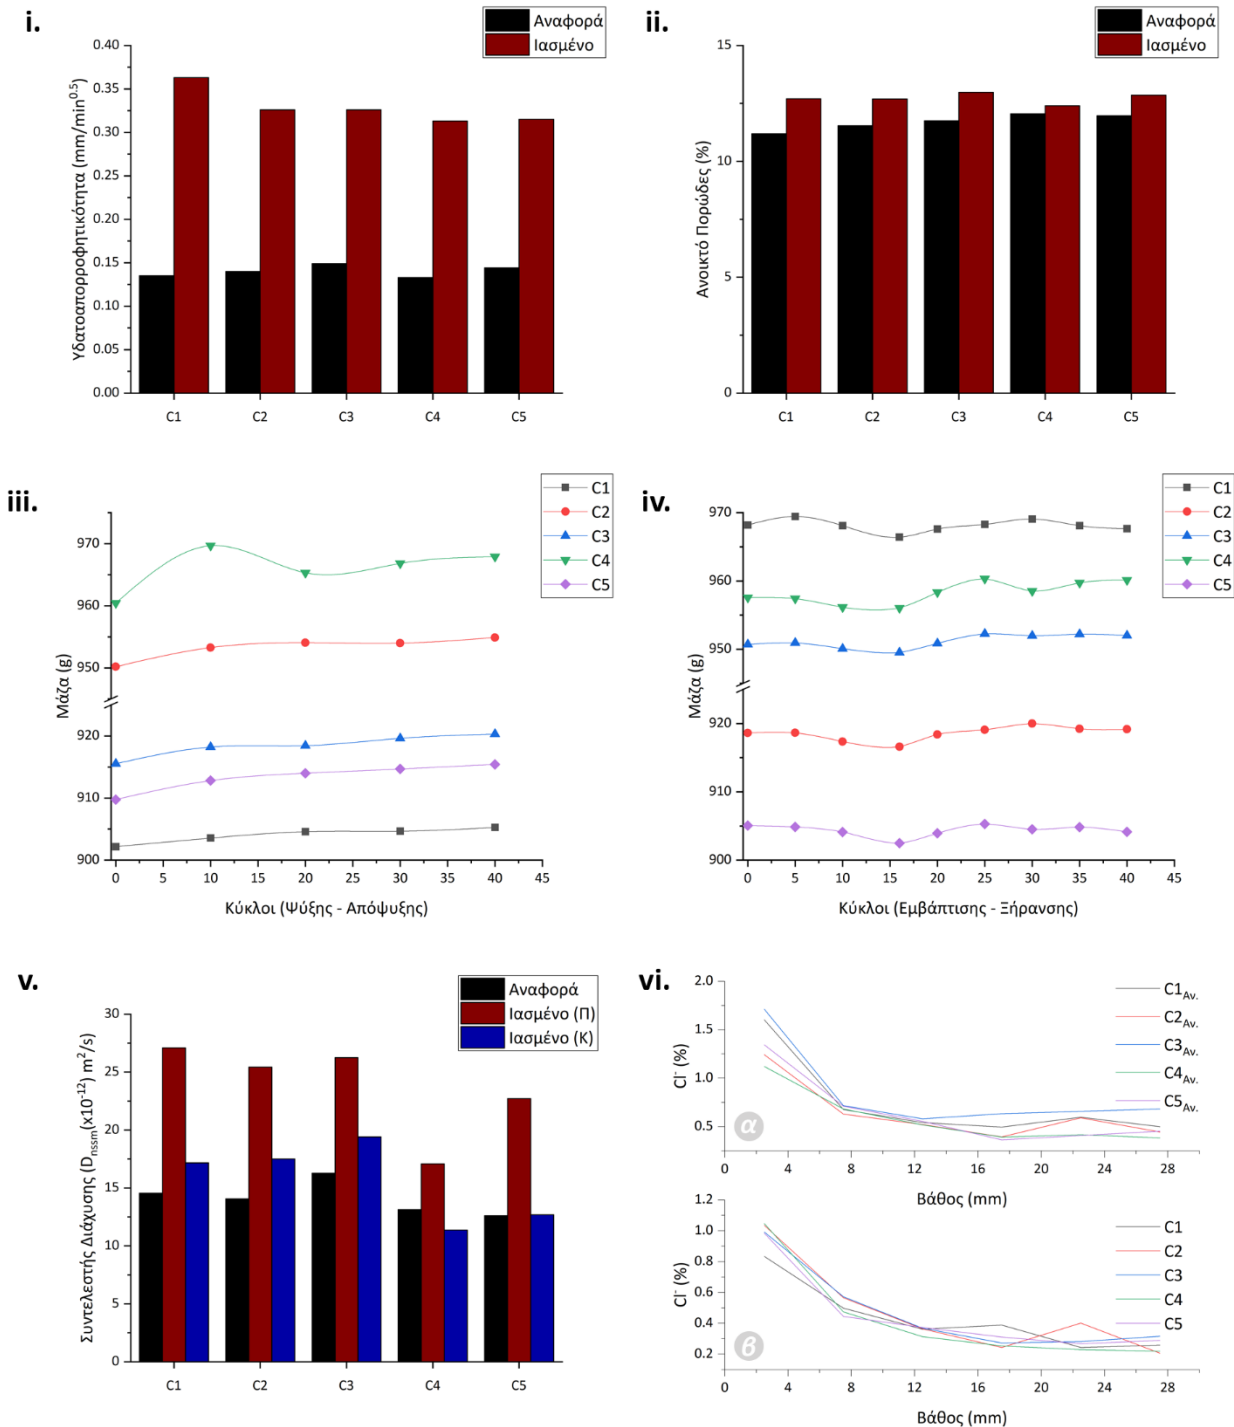 i.
Αναφορά
Ιασμένο
0.40
0.35
0.30
0.25
0.20
0.15
0.10
0.05
0.00
Υδατοαπορροφητικότητα (mm/min0.5)
C1 C2 C3 C4 C5
ii.
Αναφορά
Ιασμένο
15
10
5
0
Ανοικτό Πορώδες (%)
C1 C2 C3 C4 C5
iii.
C1
C2
C3
C4
C5
970
960
950
920
910
900
Μάζα (g)
0 5 10 15 20 25 30 35 40 45
Κύκλοι (Ψύξης - Απόψυξης)
iv.
C1
C2
C3
C4
C5
970
960
950
920
910
900
Μάζα (g)
0 5 10 15 20 25 30 35 40 45
Κύκλοι (Εμβάπτισης - Ξήρανσης)
v.
Αναφορά
Ιασμένο (Π)
Ιασμένο (Κ)
30
25
20
15
10
5
0
Συντελεστής Διάχυσης (Dnssm(x10-12) m2/s)
C1 C2 C3 C4 C5
vi.
2.0
1.5
1.0
0.5
Cl- (%)
C1Αν.
C2Αν.
C3Αν.
C4Αν.
C5Αν.
α
0 4 8 12 16 20 24 28
Βάθος (mm)
1.2
1.0
0.8
0.6
0.4
0.2
Cl- (%)
C1
C2
C3
C4
C5
β
0 4 8 12 16 20 24 28
Βάθος (mm)